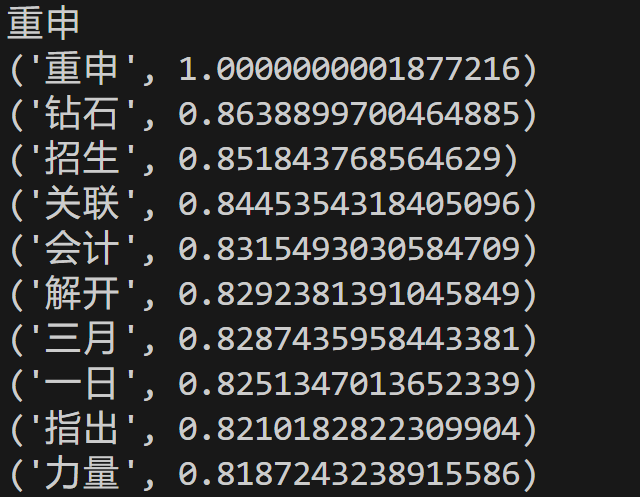 重申
('重申', 1.0000000001877216)
('钻石', 0.8638899700464885)
('招生', 0.851843768564629)
('关联', 0.8445354318405096)
('会计', 0.8315493030584709)
('解开', 0.8292381391045849)
('三月', 0.8287435958443381)
('一日', 0.8251347013652339)
('指出', 0.8210182822309904)
('力量', 0.8187243238915586)